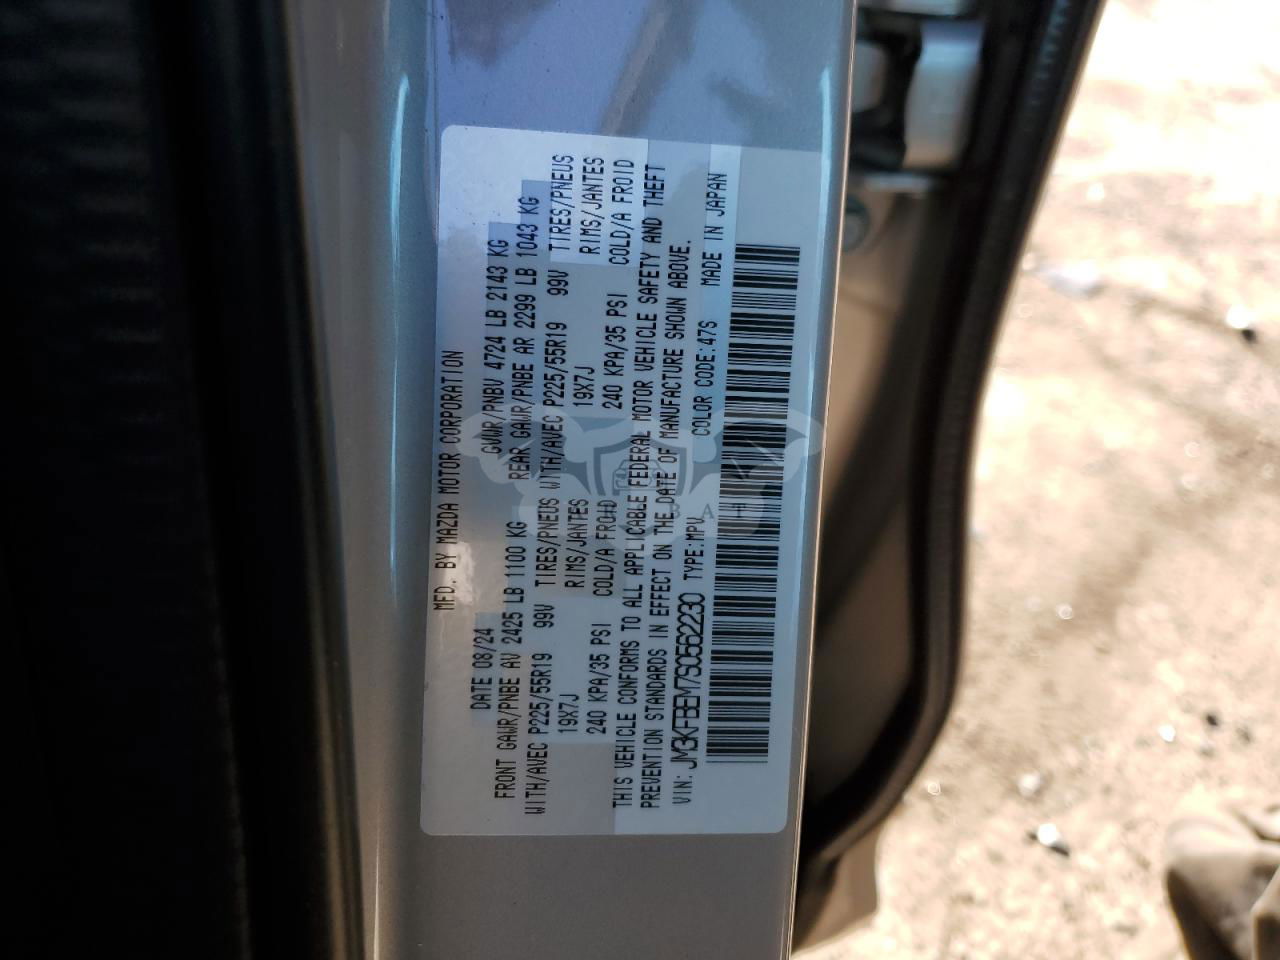 MFD. BY MAZDA MOTOR CORPORATION
DATE 08/24 GVWR/PNBV 4724 LB 2143 KG
FRONT GAWR/PNBE AV 2425 LB 1100 KG REAR GAWR/PNBE AR 2299 LB 1043 KG
WITH/AVEC P225/55R19 99V TIRES/PNEUS WITH/AVEC P225/55R19 99V TIRES/PNEUS
19X7J RIMS/JANTES 19X7J RIMS/JANTES
240 KPA/35 PSI COLD/A FROID 240 KPA/35 PSI COLD/A FROID
THIS VEHICLE CONFORMS TO ALL APPLICABLE FEDERAL MOTOR VEHICLE SAFETY AND THEFT
PREVENTION STANDARDS IN EFFECT ON THE DATE OF MANUFACTURE SHOWN ABOVE.
VIN: JM3KFBEM7S0562230 TYPE:MPV COLOR CODE:47S MADE IN JAPAN